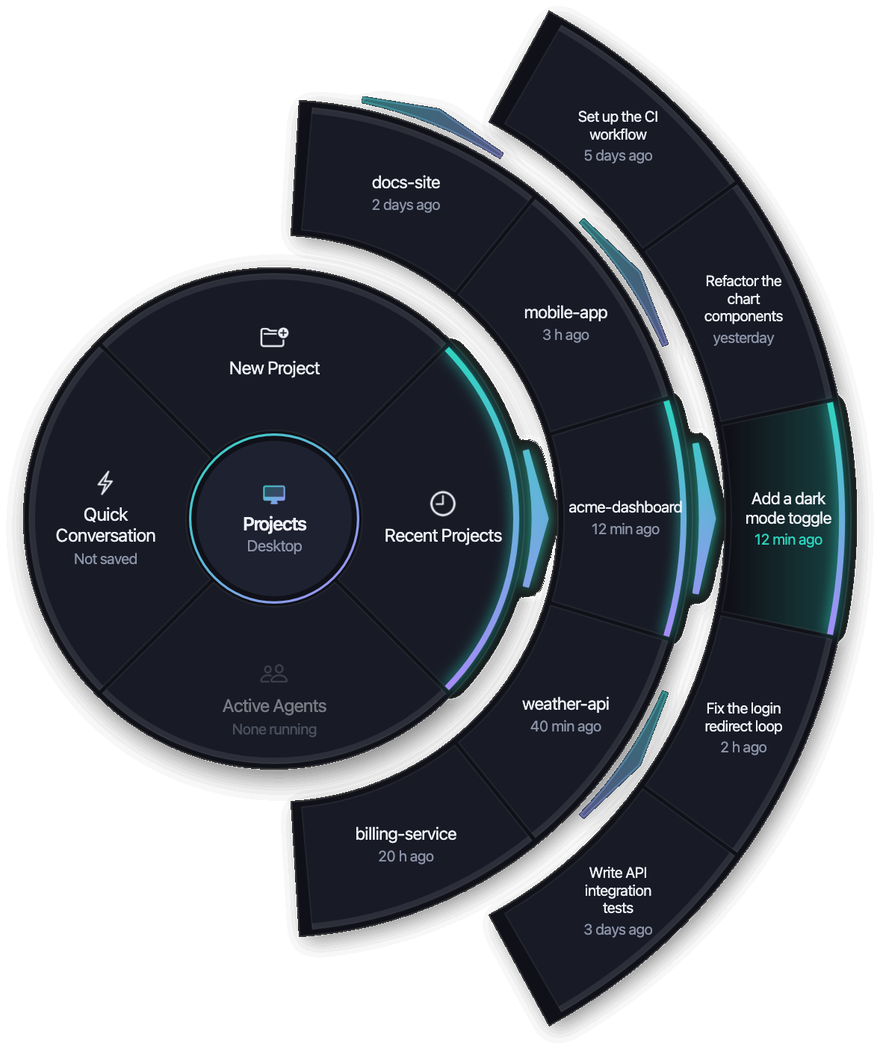 New Project
Quick
Conversation
Not saved
Projects
Desktop
Recent Projects
Active Agents
None running
docs-site
2 days ago
mobile-app
3 h ago
acme-dashboard
12 min ago
weather-api
40 min ago
billing-service
20 h ago
Set up the CI
workflow
5 days ago
Refactor the
chart
components
yesterday
Add a dark
mode toggle
12 min ago
Fix the login
redirect loop
2 h ago
Write API
integration
tests
3 days ago